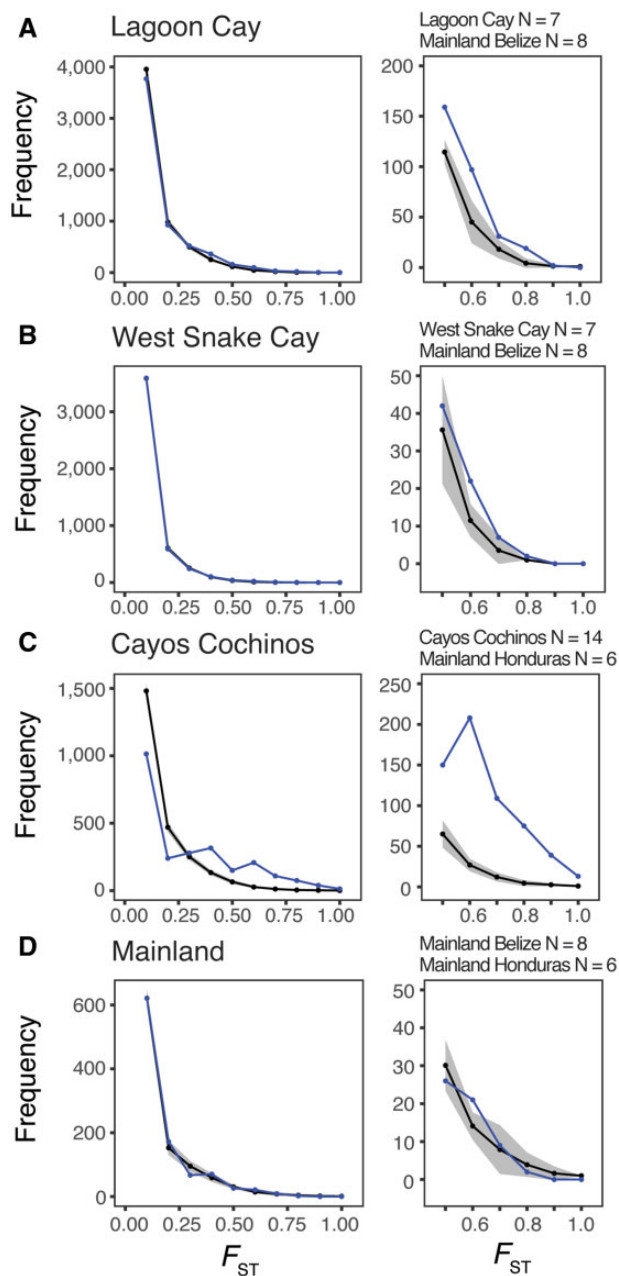 A
Lagoon Cay
Lagoon Cay N = 7
Mainland Belize N = 8
Frequency
4,000
3,000
2,000
1,000
0
0.00 0.25 0.50 0.75 1.00
200
150
100
50
0
0.6 0.8 1.0
B
West Snake Cay
West Snake Cay N = 7
Mainland Belize N = 8
Frequency
3,000
2,000
1,000
0
0.00 0.25 0.50 0.75 1.00
50
40
30
20
10
0
0.6 0.8 1.0
C
Cayos Cochinos
Cayos Cochinos N = 14
Mainland Honduras N = 6
Frequency
1,500
1,000
500
0
0.00 0.25 0.50 0.75 1.00
250
200
150
100
50
0
0.6 0.8 1.0
D
Mainland
Mainland Belize N = 8
Mainland Honduras N = 6
Frequency
600
400
200
0
0.00 0.25 0.50 0.75 1.00
50
40
30
20
10
0
0.6 0.8 1.0
FST
FST